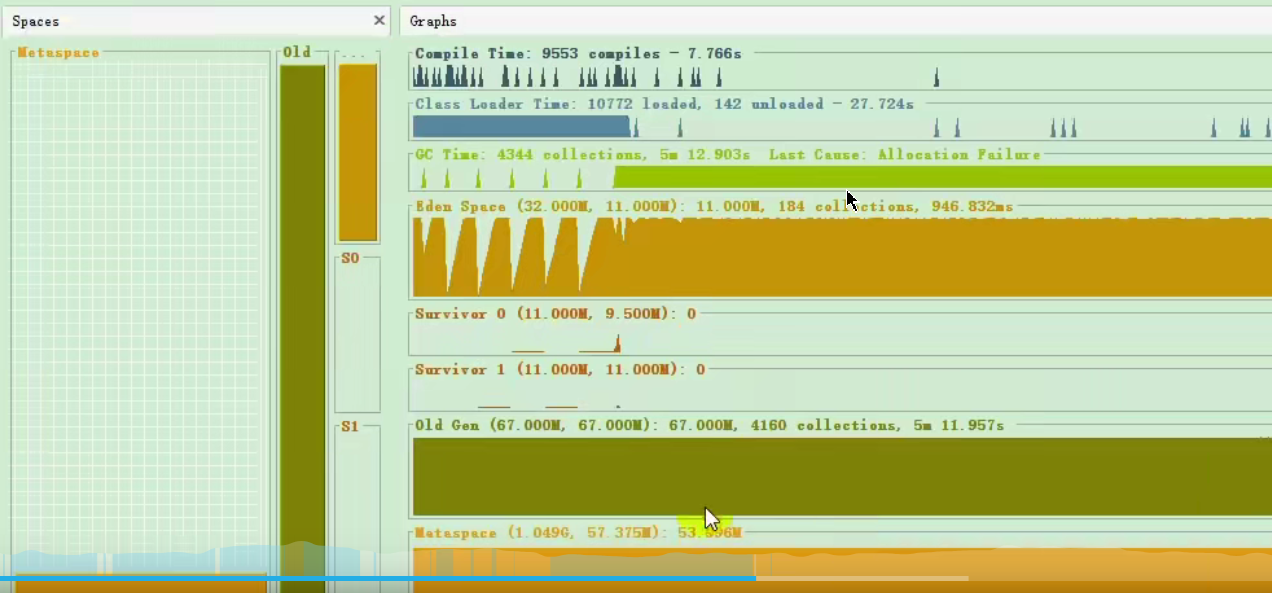 Spaces
Graphs
Metaspace
Old
...
S0
S1
Compile Time: 9553 compiles - 7.766s
Class Loader Time: 10772 loaded, 142 unloaded - 27.724s
GC Time: 4344 collections, 5m 12.903s Last Cause: Allocation Failure
Eden Space (32.000M, 11.000M): 11.000M, 184 collections, 946.832ms
Survivor 0 (11.000M, 9.500M): 0
Survivor 1 (11.000M, 11.000M): 0
Old Gen (67.000M, 67.000M): 67.000M, 4160 collections, 5m 11.957s
Metaspace (1.049G, 57.375M):